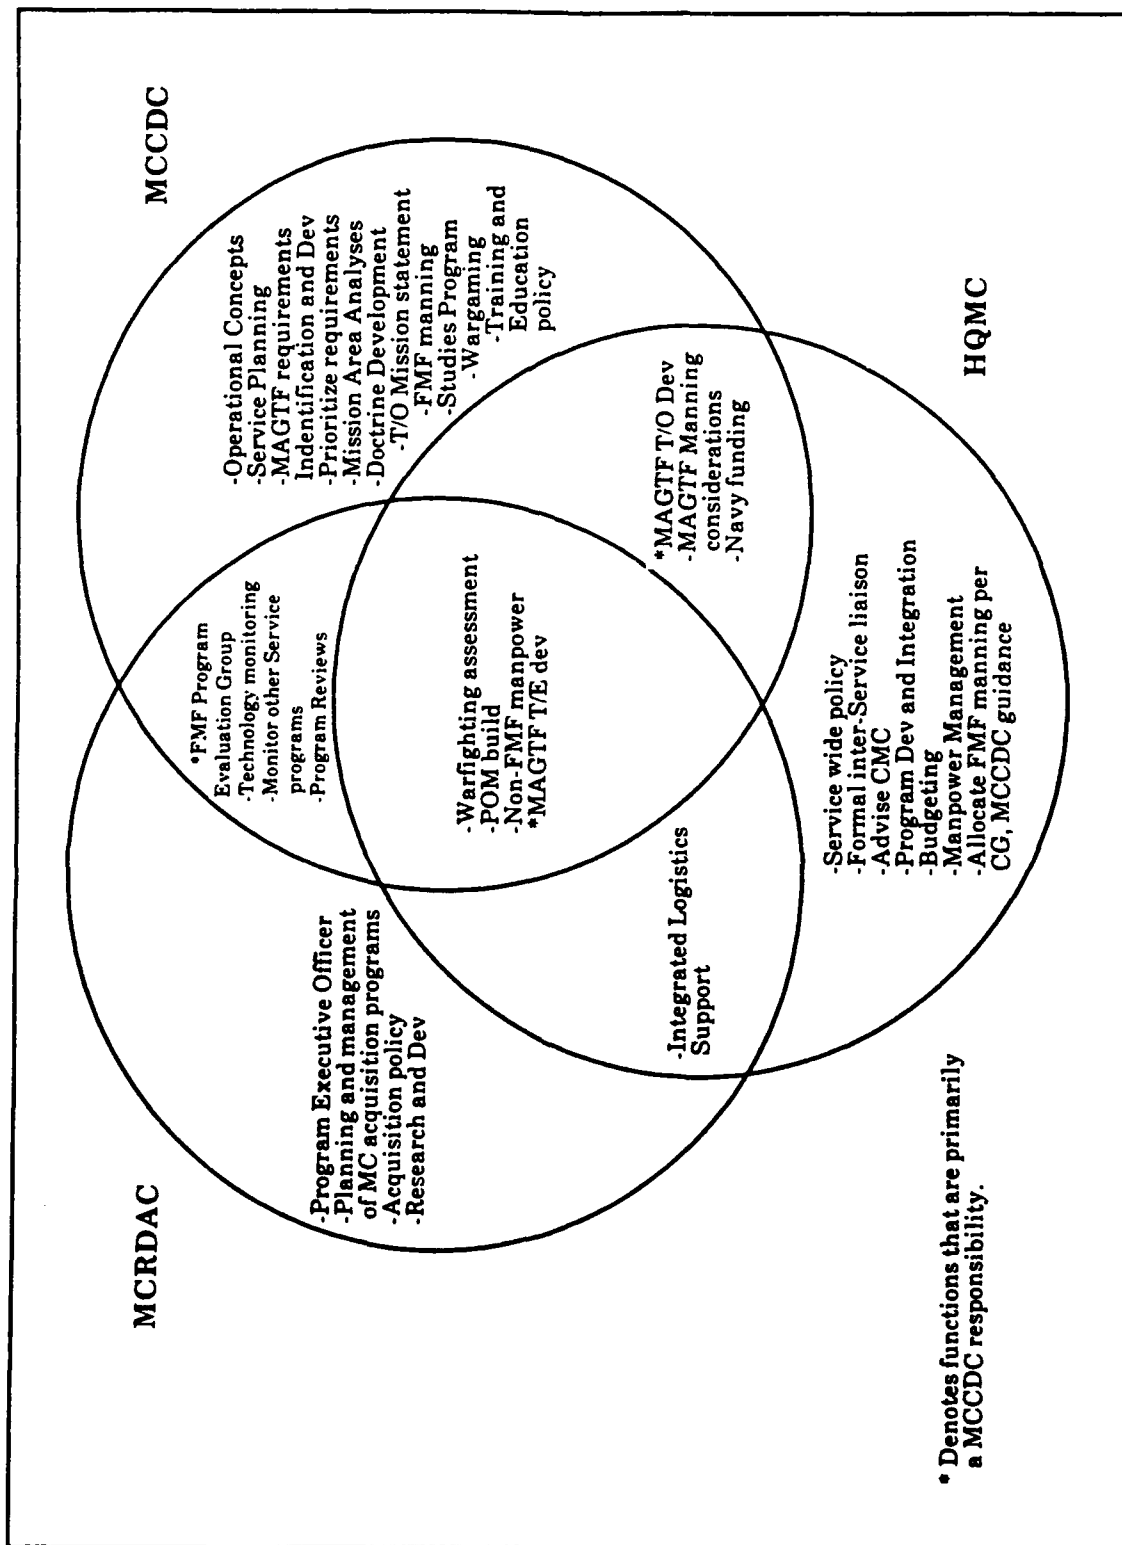 MCRDAC
MCCDC
-Program Executive Officer
-Planning and management
of MC acquisition programs
-Acquisition policy
-Research and Dev
*FMF Program
Evaluation Group
-Technology monitoring
-Monitor other Service
programs
-Program Reviews
-Operational Concepts
-Service Planning
-MAGTF requirements
Indentification and Dev
-Prioritize requirements
-Mission Area Analyses
-Doctrine Development
-T/O Mission statement
-FMF manning
-Studies Program
-Wargaming
-Training and
Education
policy
-Warfighting assessment
-POM build
-Non-FMF manpower
*MAGTF T/E dev
-Integrated Logistics
Support
*MAGTF T/O Dev
-MAGTF Manning
considerations
-Navy funding
-Service wide policy
-Formal inter-Service liaison
-Advise CMC
-Program Dev and Integration
-Budgeting
-Manpower Management
-Allocate FMF manning per
CG, MCCDC guidance
HQMC
* Denotes functions that are primarily
a MCCDC responsibility.